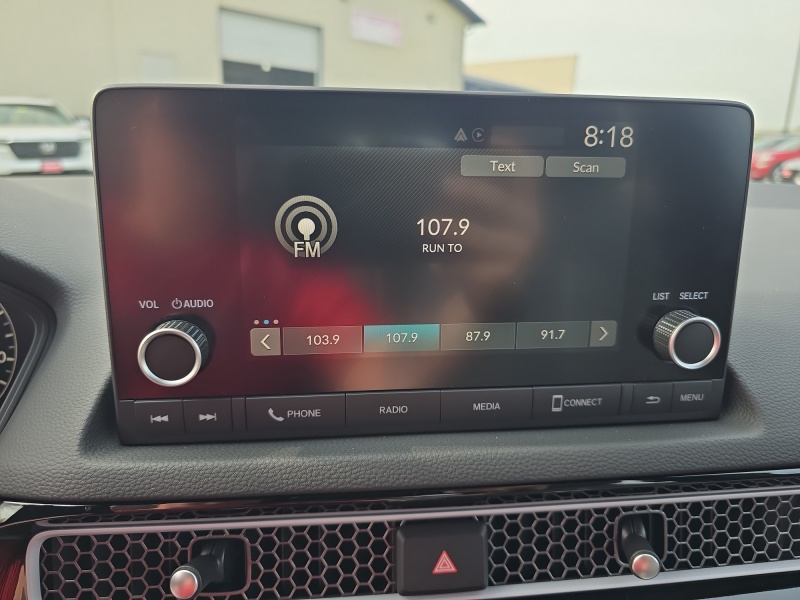 8:18
Text Scan
107.9
RUN TO
FM
VOL AUDIO
LIST SELECT
103.9 107.9 87.9 91.7
PHONE RADIO MEDIA CONNECT MENU